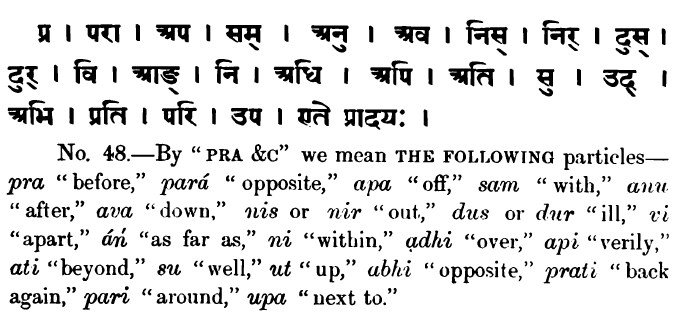 प्र । परा । अप । सम् । अनु । अव । निस् । निर् । दुस् ।
दुर् । वि । आङ् । नि । अधि । अपि । अति । सु । उद् ।
अभि । प्रति । परि । उप । एते प्रादयः ।
No. 48.—By “PRA &C” we mean THE FOLLOWING particles—
pra “before,” pará “opposite,” apa “off,” sam “with,” anu
“after,” ava “down,” nis or nir “out,” dus or dur “ill,” vi
“apart,” áṅ “as far as,” ni “within,” ạdhi “over,” api “verily,”
ati “beyond,” su “well,” ut “up,” abhi “opposite,” prati “back
again,” pari “around,” upa “next to.”